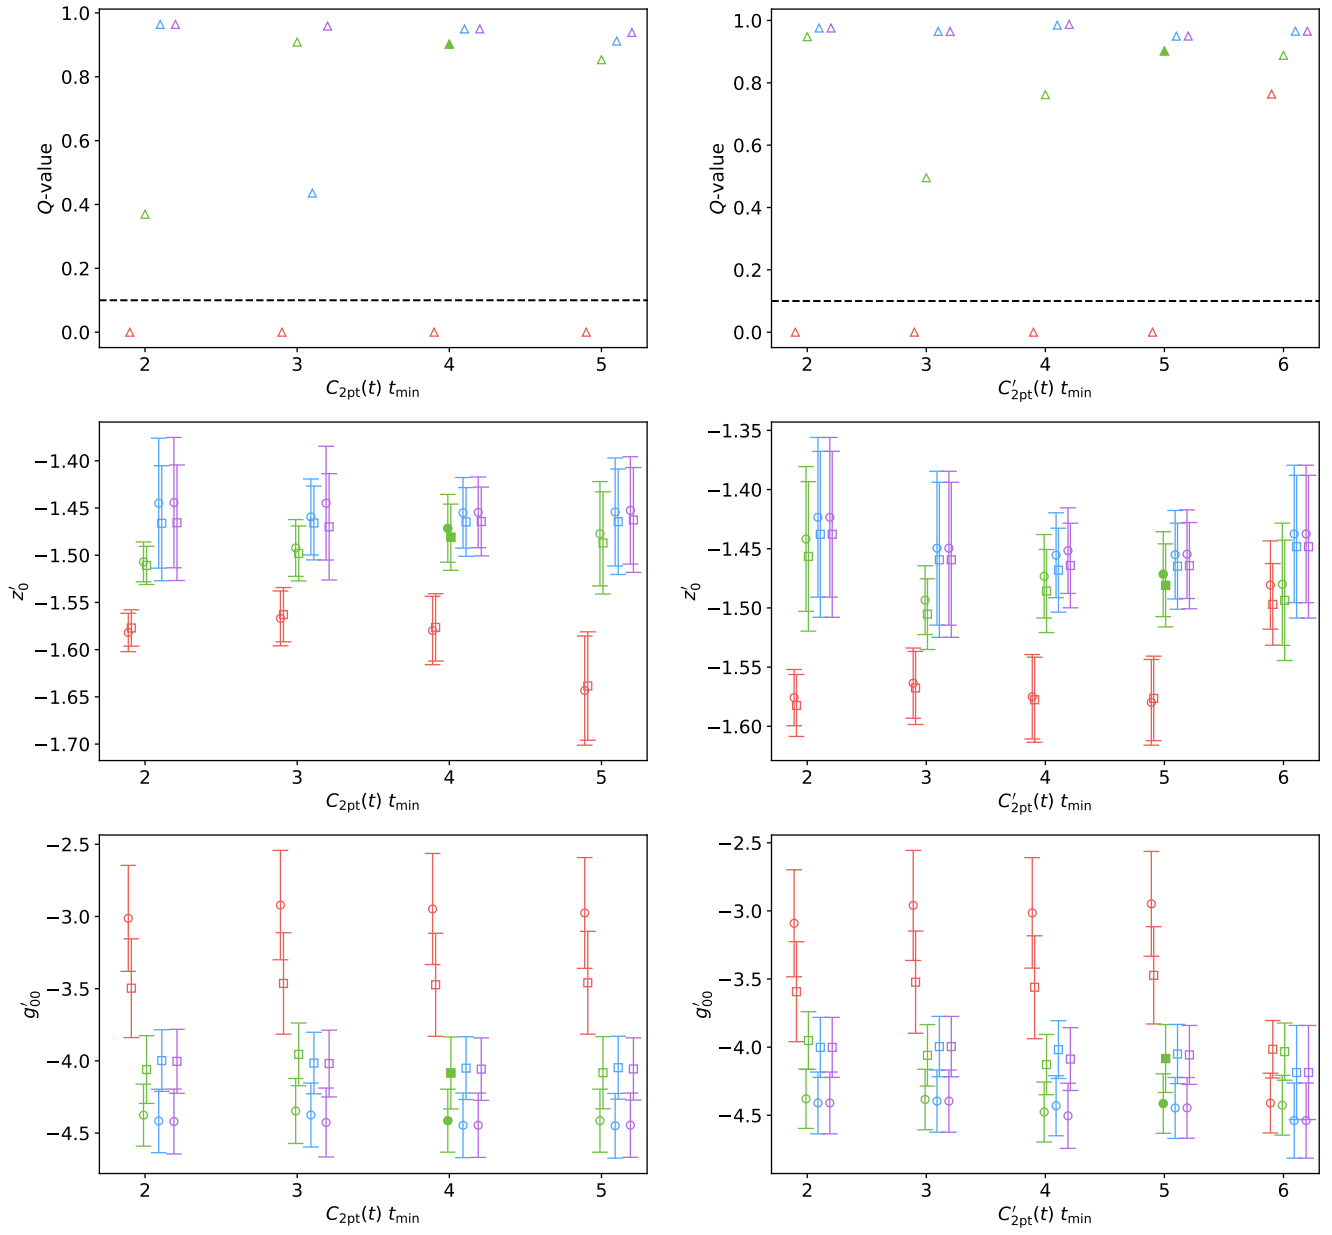 1.0
0.8
0.6
0.4
0.2
0.0
Q-value
2 3 4 5
C2pt(t) tmin
1.0
0.8
0.6
0.4
0.2
0.0
Q-value
2 3 4 5 6
C′2pt(t) tmin
−1.40
−1.45
−1.50
−1.55
−1.60
−1.65
−1.70
z′0
2 3 4 5
C2pt(t) tmin
−1.35
−1.40
−1.45
−1.50
−1.55
−1.60
z′0
2 3 4 5 6
C′2pt(t) tmin
−2.5
−3.0
−3.5
−4.0
−4.5
g′00
2 3 4 5
C2pt(t) tmin
−2.5
−3.0
−3.5
−4.0
−4.5
g′00
2 3 4 5 6
C′2pt(t) tmin